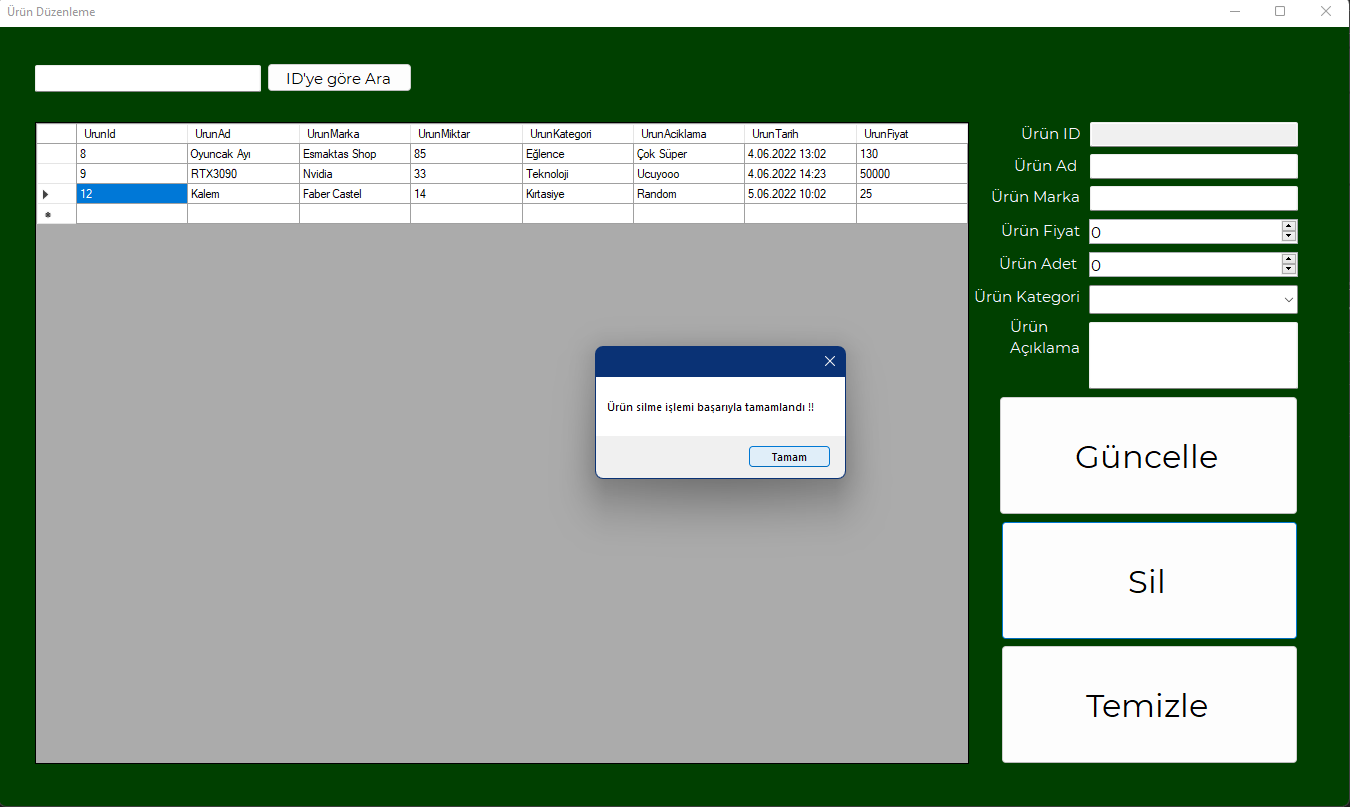 Ürün Düzenleme
ID'ye göre Ara
UrunId UrunAd UrunMarka UrunMiktar UrunKategori UrunAciklama UrunTarih UrunFiyat
8 Oyuncak Ayı Esmaktas Shop 85 Eğlence Çok Süper 4.06.2022 13:02 130
9 RTX3090 Nvidia 33 Teknoloji Ucuyooo 4.06.2022 14:23 50000
12 Kalem Faber Castel 14 Kırtasiye Random 5.06.2022 10:02 25
Ürün ID
Ürün Ad
Ürün Marka
Ürün Fiyat 0
Ürün Adet 0
Ürün Kategori
Ürün
Açıklama
Ürün silme işlemi başarıyla tamamlandı !!
Tamam
Güncelle
Sil
Temizle